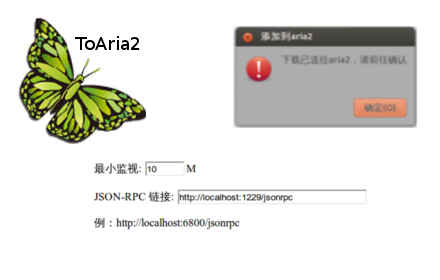 ToAria2
添加到aria2
下载已送往aria2，请前往确认
确定(O)
最小监视: 10 M
JSON-RPC 链接: http://localhost:1229/jsonrpc
例：http://localhost:6800/jsonrpc